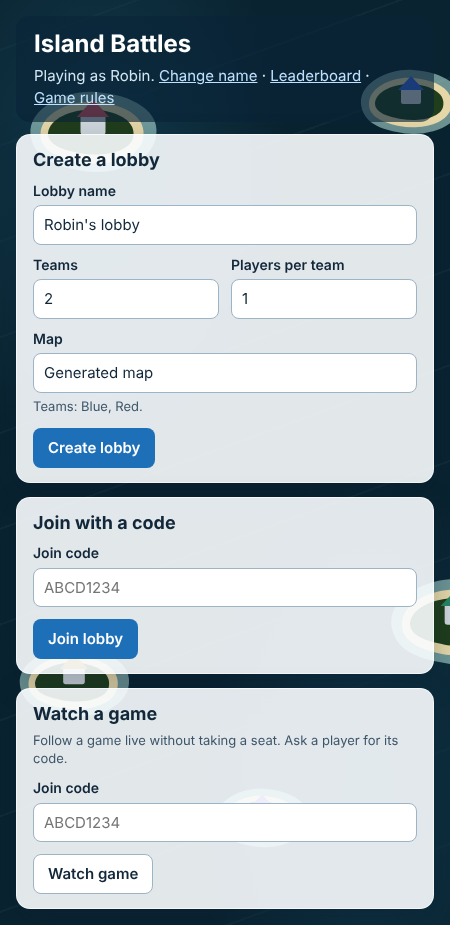 Island Battles
Playing as Robin. Change name · Leaderboard ·
Game rules
Create a lobby
Lobby name
Robin's lobby
Teams
Players per team
2
1
Map
Generated map
Teams: Blue, Red.
Create lobby
Join with a code
Join code
ABCD1234
Join lobby
Watch a game
Follow a game live without taking a seat. Ask a player for its
code.
Join code
ABCD1234
Watch game